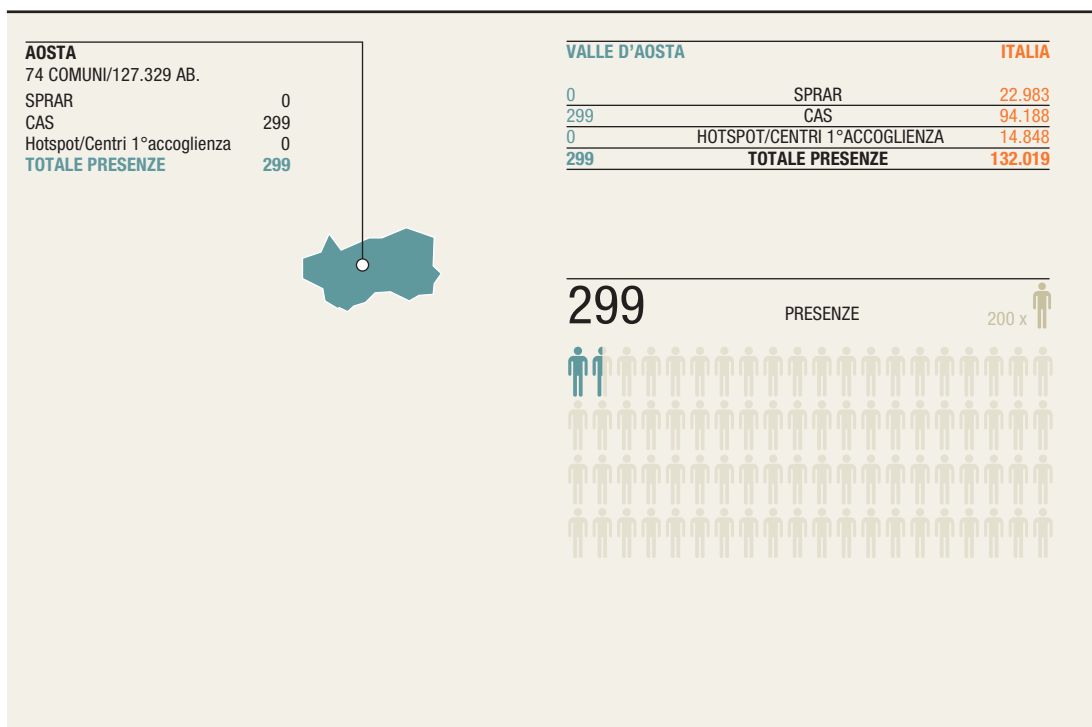 AOSTA
74 COMUNI/127.329 AB.
SPRAR 0
CAS 299
Hotspot/Centri 1°accoglienza 0
TOTALE PRESENZE 299
VALLE D'AOSTA ITALIA
0 SPRAR 22.983
299 CAS 94.188
0 HOTSPOT/CENTRI 1°ACCOGLIENZA 14.848
299 TOTALE PRESENZE 132.019
299 PRESENZE 200 x